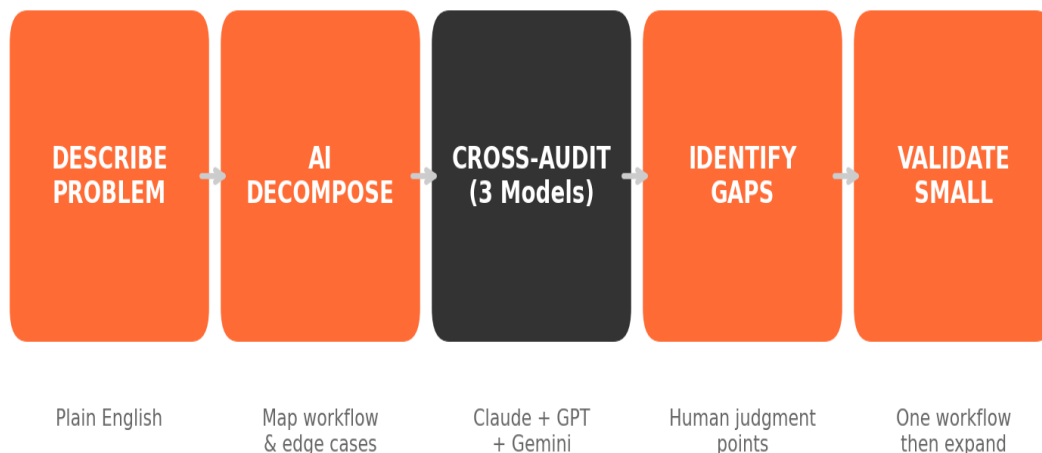 DESCRIBE
PROBLEM
AI
DECOMPOSE
CROSS-AUDIT
(3 Models)
IDENTIFY
GAPS
VALIDATE
SMALL
Plain English
Map workflow
& edge cases
Claude + GPT
+ Gemini
Human judgment
points
One workflow
then expand